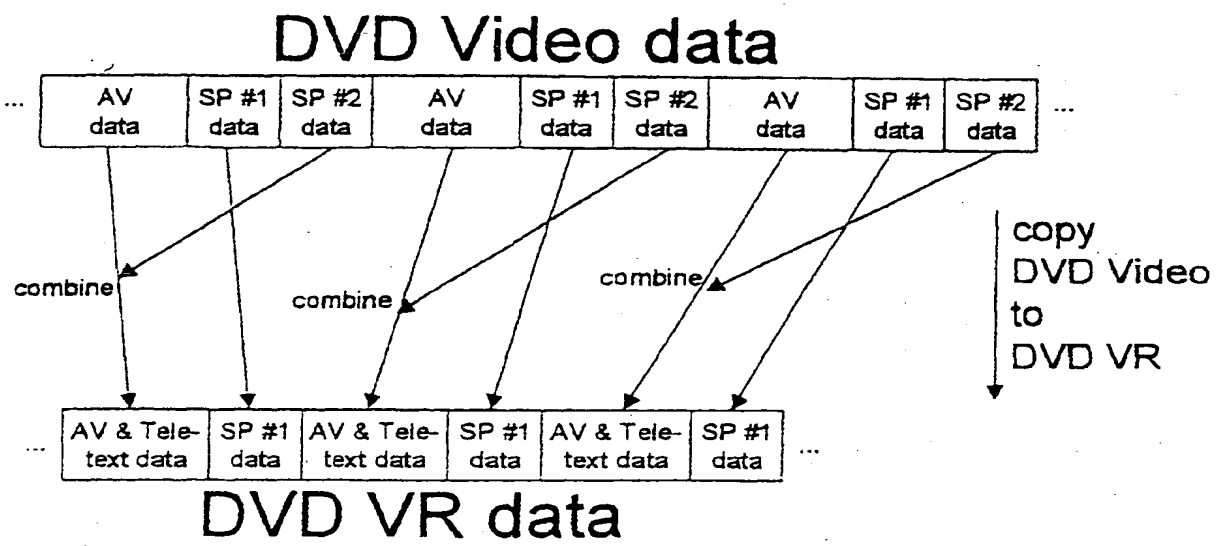 DVD Video data
... AV data SP #1 data SP #2 data AV data SP #1 data SP #2 data AV data SP #1 data SP #2 data ...
combine
combine
combine
copy
DVD Video
to
DVD VR
... AV & Tele-text data SP #1 data AV & Tele-text data SP #1 data AV & Tele-text data SP #1 data ...
DVD VR data